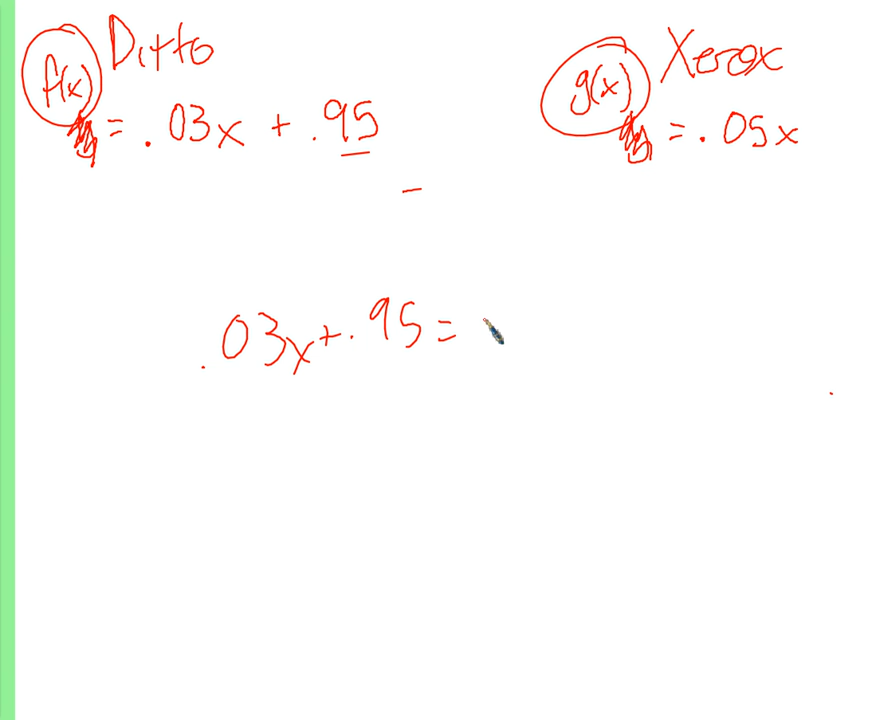 Ditto
f(x) = .03x + .95
Xerox
g(x) = .05x
.03x + .95 =